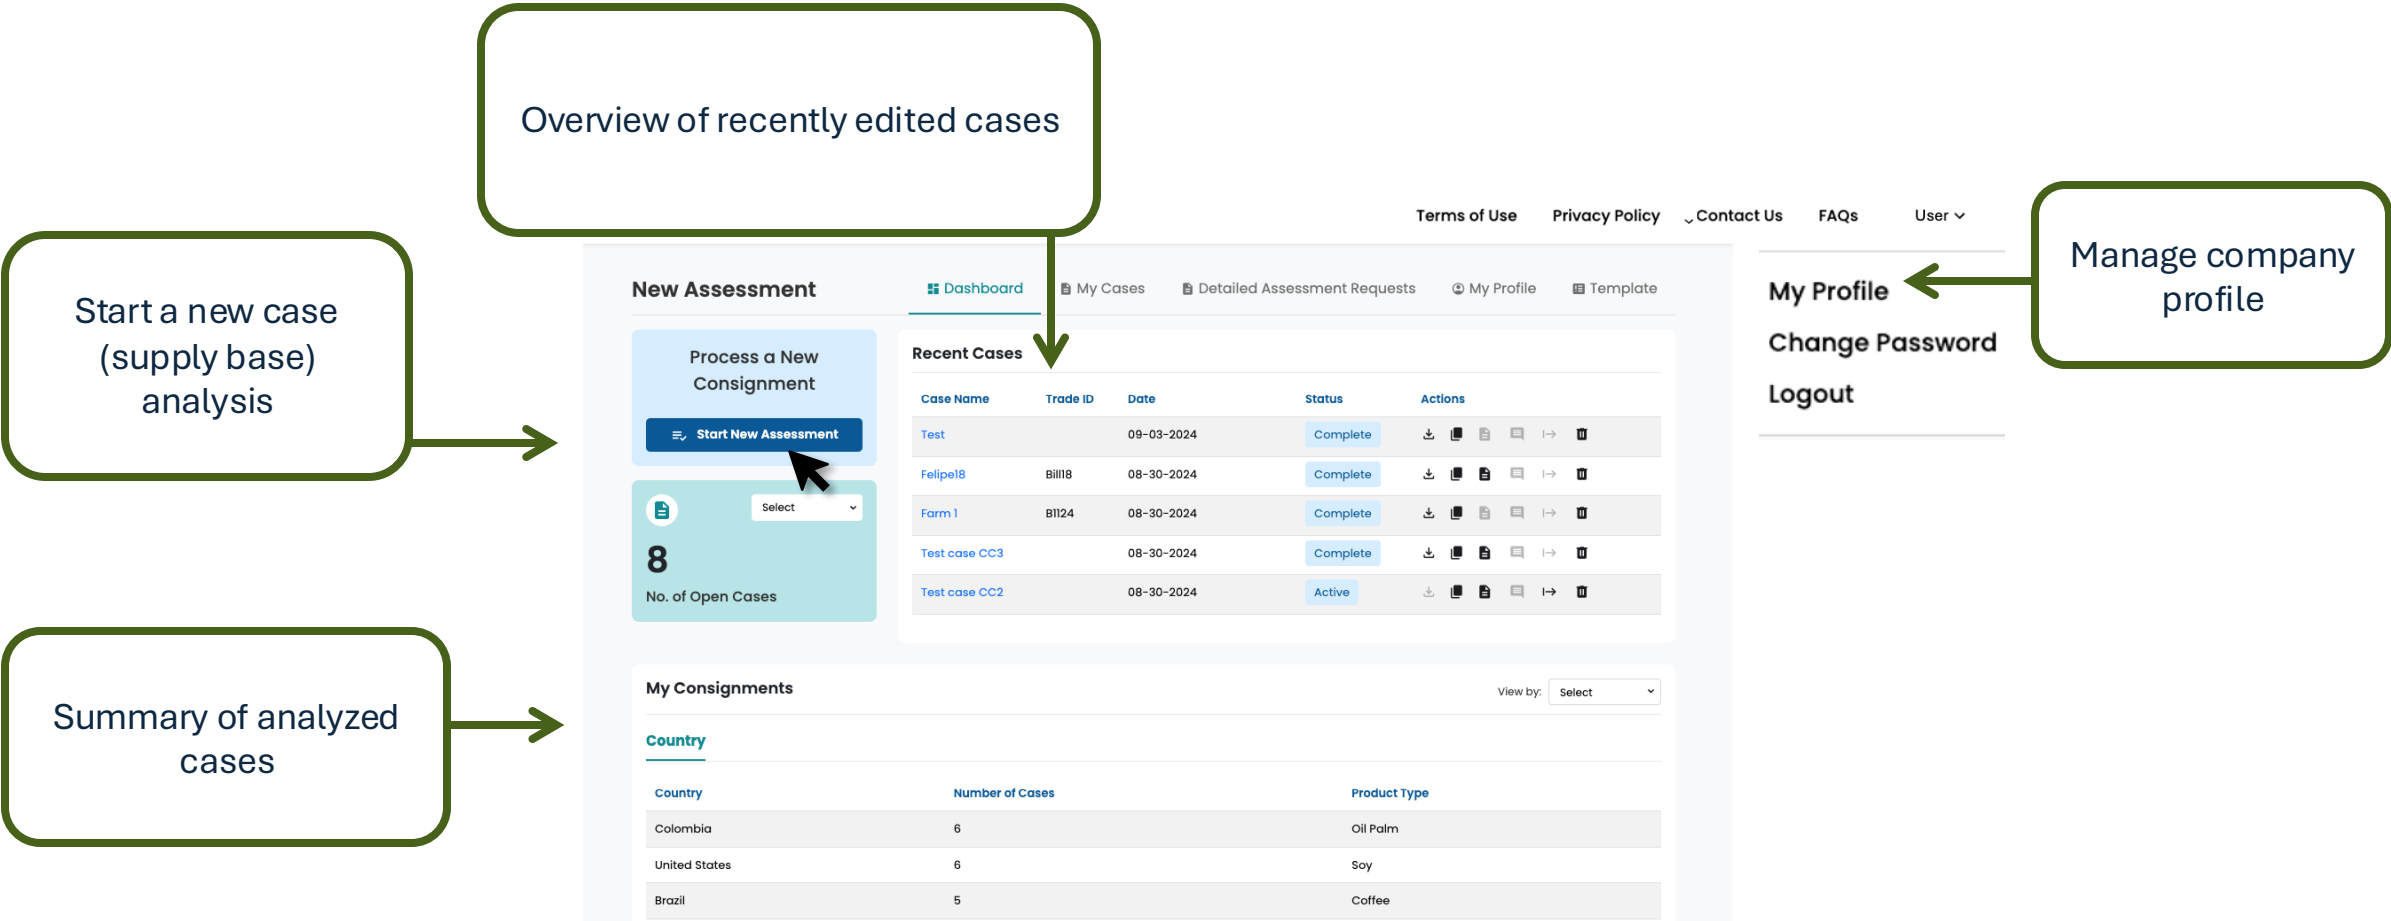 Overview of recently edited cases
Terms of Use Privacy Policy Contact Us FAQs User
Manage company
profile
Start a new case
(supply base)
analysis
New Assessment
Dashboard My Cases Detailed Assessment Requests My Profile Template
My Profile
Change Password
Logout
Process a New
Consignment
Start New Assessment
Select
8
No. of Open Cases
Recent Cases
Case Name Trade ID Date Status Actions
Test 09-03-2024 Complete
Felipe18 Bill18 08-30-2024 Complete
Farm 1 B1124 08-30-2024 Complete
Test case CC3 08-30-2024 Complete
Test case CC2 08-30-2024 Active
Summary of analyzed
cases
My Consignments
View by: Select
Country
Country Number of Cases Product Type
Colombia 6 Oil Palm
United States 6 Soy
Brazil 5 Coffee